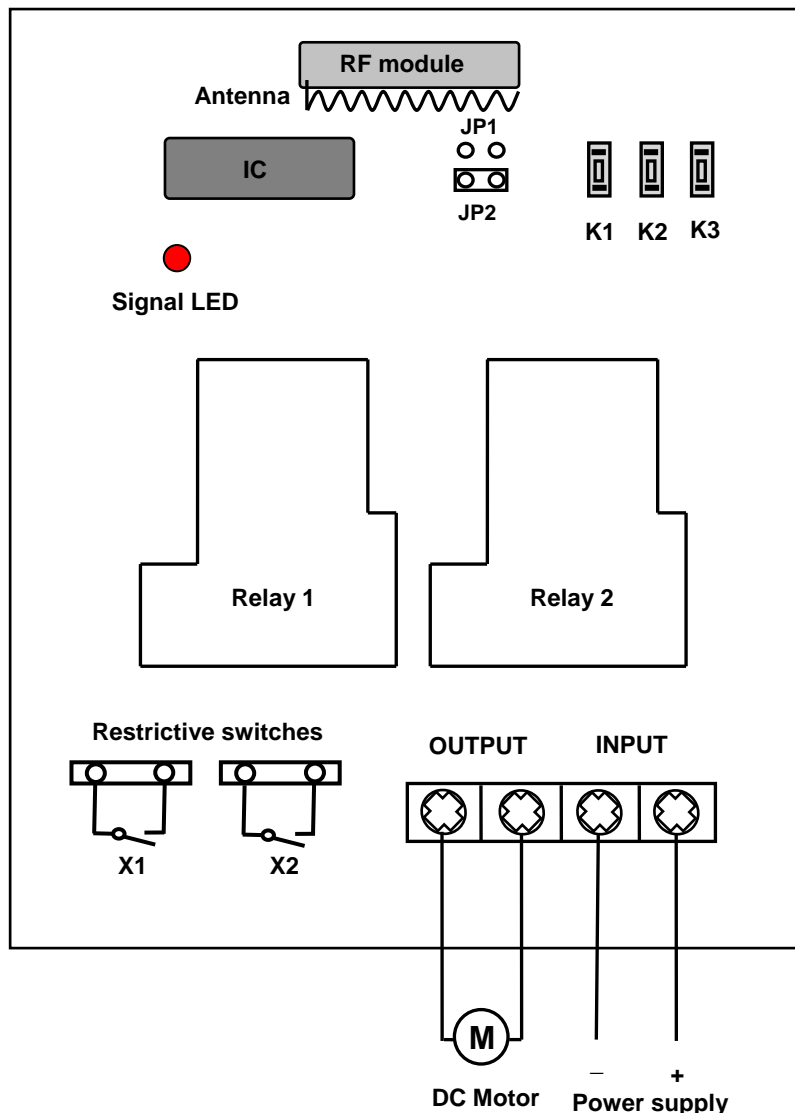 RF module
Antenna
JP1
IC
JP2
K1 K2 K3
Signal LED
Relay 1
Relay 2
Restrictive switches
OUTPUT INPUT
X1 X2
M
– +
DC Motor Power supply